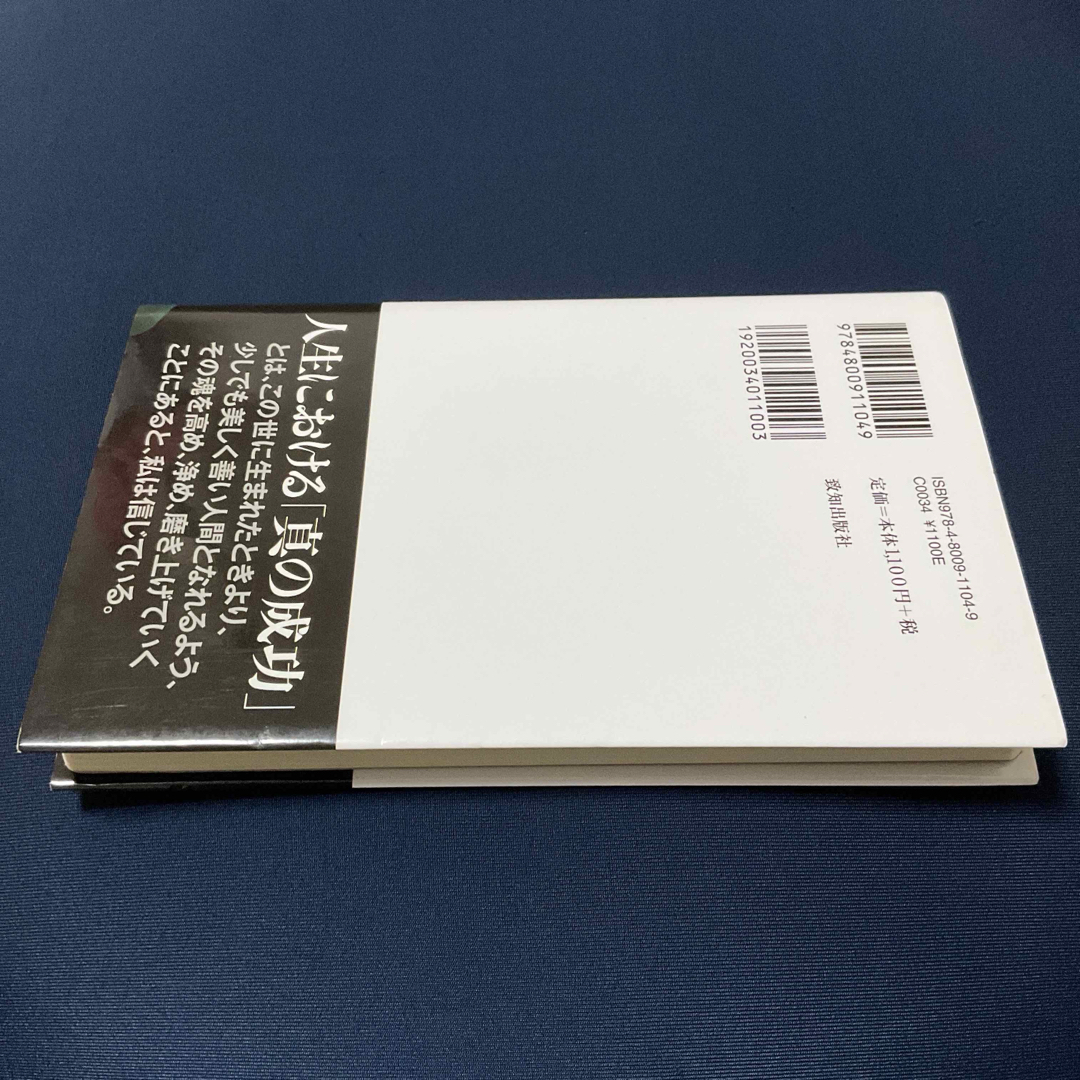 9784800911049
1920034011003
ISBN978-4-8009-1104-9
C0034 ¥1100E
定価=本体1,100円+税
致知出版社
人生における「真の成功」
とは、この世に生まれたときより、
少しでも美しく善い人間となれるよう、
その魂を高め、浄め、磨き上げていく
ことにあると、私は信じている。